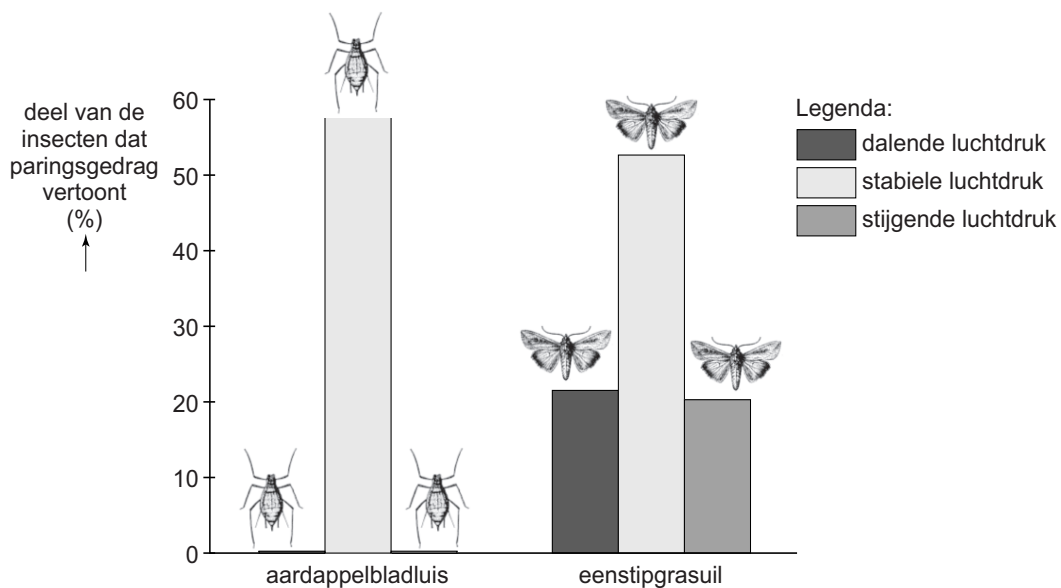 deel van de
insecten dat
paringsgedrag
vertoont
(%)
60
50
40
30
20
10
0
aardappelbladluis
eenstipgrasuil
Legenda:
dalende luchtdruk
stabiele luchtdruk
stijgende luchtdruk